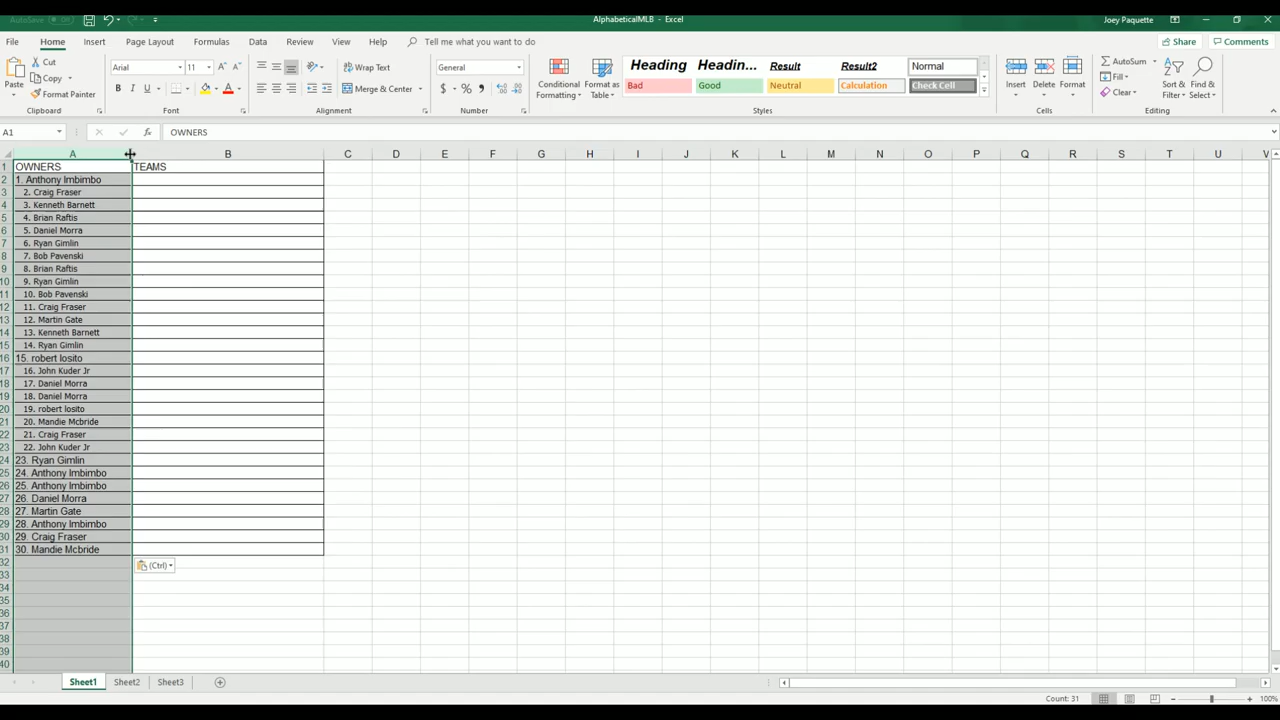 AutoSave Off
AlphabeticalMLB - Excel
Joey Paquette
File Home Insert Page Layout Formulas Data Review View Help Tell me what you want to do
Share Comments
Paste
Cut
Copy
Format Painter
Clipboard
Arial 11
B I U
Font
Wrap Text
Merge & Center
Alignment
General
$ % ,
Number
Conditional Formatting
Format as Table
Heading Headin... Result Result2 Normal
Bad Good Neutral Calculation Check Cell
Styles
Insert Delete Format
Cells
AutoSum
Fill
Clear
Sort & Filter
Find & Select
Editing
A1 fx OWNERS
A B C D E F G H I J K L M N O P Q R S T U V
1 OWNERS TEAMS
2 1. Anthony Imbimbo
3 2. Craig Fraser
4 3. Kenneth Barnett
5 4. Brian Raftis
6 5. Daniel Morra
7 6. Ryan Gimlin
8 7. Bob Pavenski
9 8. Brian Raftis
10 9. Ryan Gimlin
11 10. Bob Pavenski
12 11. Craig Fraser
13 12. Martin Gate
14 13. Kenneth Barnett
15 14. Ryan Gimlin
16 15. robert losito
17 16. John Kuder Jr
18 17. Daniel Morra
19 18. Daniel Morra
20 19. robert losito
21 20. Mandie Mcbride
22 21. Craig Fraser
23 22. John Kuder Jr
24 23. Ryan Gimlin
25 24. Anthony Imbimbo
26 25. Anthony Imbimbo
27 26. Daniel Morra
28 27. Martin Gate
29 28. Anthony Imbimbo
30 29. Craig Fraser
31 30. Mandie Mcbride
32 (Ctrl)
33
34
35
36
37
38
39
40
Sheet1 Sheet2 Sheet3
Count: 31 100%